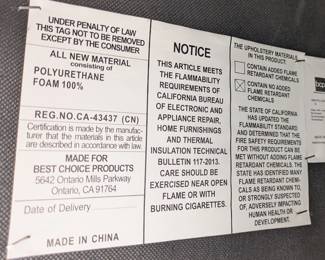 UNDER PENALTY OF LAW
THIS TAG NOT TO BE REMOVED
EXCEPT BY THE CONSUMER
ALL NEW MATERIAL
consisting of
POLYURETHANE
FOAM 100%
REG.NO.CA-43437 (CN)
Certification is made by the manufac-
turer that the materials in this article
are described in accordance with law.
MADE FOR
BEST CHOICE PRODUCTS
5642 Ontario Mills Parkway
Ontario, CA 91764
Date of Delivery
MADE IN CHINA
NOTICE
THIS ARTICLE MEETS
THE FLAMMABILITY
REQUIREMENTS OF
CALIFORNIA BUREAU
OF ELECTRONIC AND
APPLIANCE REPAIR,
HOME FURNISHINGS
AND THERMAL
INSULATION TECHNICAL
BULLETIN 117-2013.
CARE SHOULD BE
EXERCISED NEAR OPEN
FLAME OR WITH
BURNING CIGARETTES.
THE UPHOLSTERY MATERIALS
IN THIS PRODUCT:
CONTAIN ADDED FLAME
RETARDANT CHEMICALS
CONTAIN NO ADDED
FLAME RETARDANT
CHEMICALS
THE STATE OF CALIFORNIA
HAS UPDATED THE
FLAMMABILITY STANDARD
AND DETERMINED THAT THE
FIRE SAFETY REQUIREMENTS
FOR THIS PRODUCT CAN BE
MET WITHOUT ADDING FLAME
RETARDANT CHEMICALS. THE
STATE HAS IDENTIFIED MANY
FLAME RETARDANT CHEMI-
CALS AS BEING KNOWN TO,
OR STRONGLY SUSPECTED
OF, ADVERSELY IMPACTING
HUMAN HEALTH OR
DEVELOPMENT.
bcp